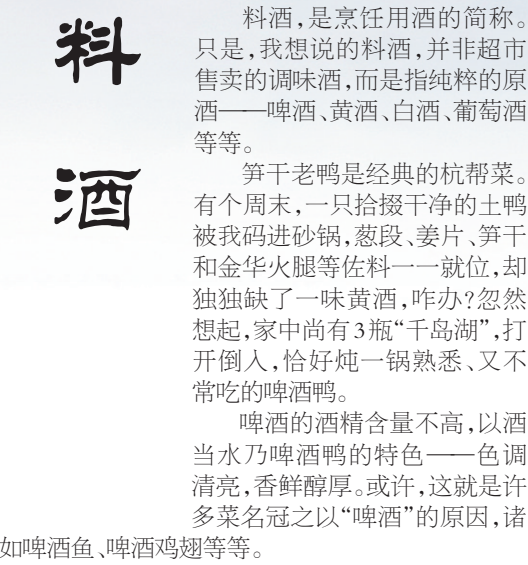 料酒
料酒，是烹饪用酒的简称。
只是，我想说的料酒，并非超市
售卖的调味酒，而是指纯粹的原
酒——啤酒、黄酒、白酒、葡萄酒
等等。
笋干老鸭是经典的杭帮菜。
有个周末，一只拾掇干净的土鸭
被我码进砂锅，葱段、姜片、笋干
和金华火腿等佐料一一就位，却
独独缺了一味黄酒，咋办？忽然
想起，家中尚有3瓶“千岛湖”，打
开倒入，恰好炖一锅熟悉、又不
常吃的啤酒鸭。
啤酒的酒精含量不高，以酒
当水乃啤酒鸭的特色——色调
清亮，香鲜醇厚。或许，这就是许
多菜名冠之以“啤酒”的原因，诸
如啤酒鱼、啤酒鸡翅等等。